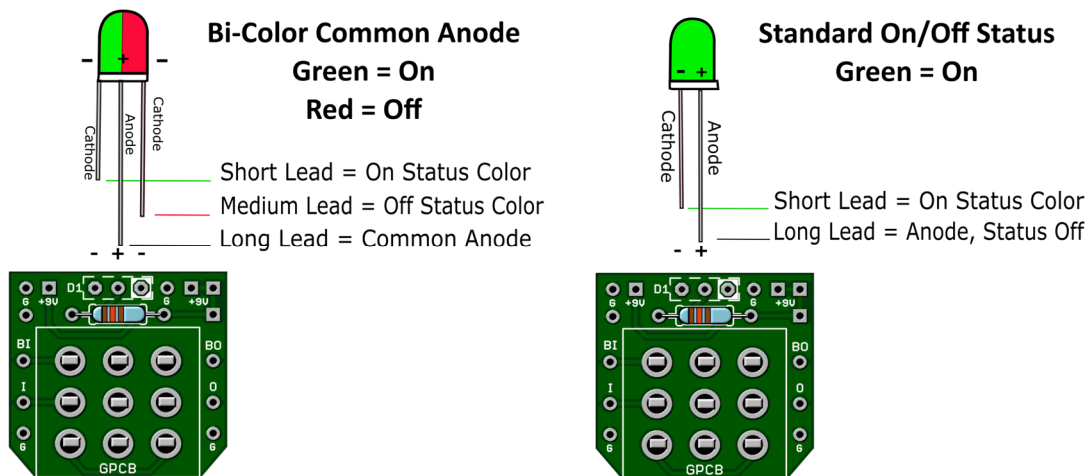 Bi-Color Common Anode
Green = On
Red = Off
- + -
Cathode
Anode
Cathode
Short Lead = On Status Color
Medium Lead = Off Status Color
Long Lead = Common Anode
- + -
D1
G +9V G +9V
BI BO
I O
G G
GPCB
Standard On/Off Status
Green = On
- +
Cathode
Anode
Short Lead = On Status Color
Long Lead = Anode, Status Off
- +
D1
G +9V G +9V
BI BO
I O
G G
GPCB